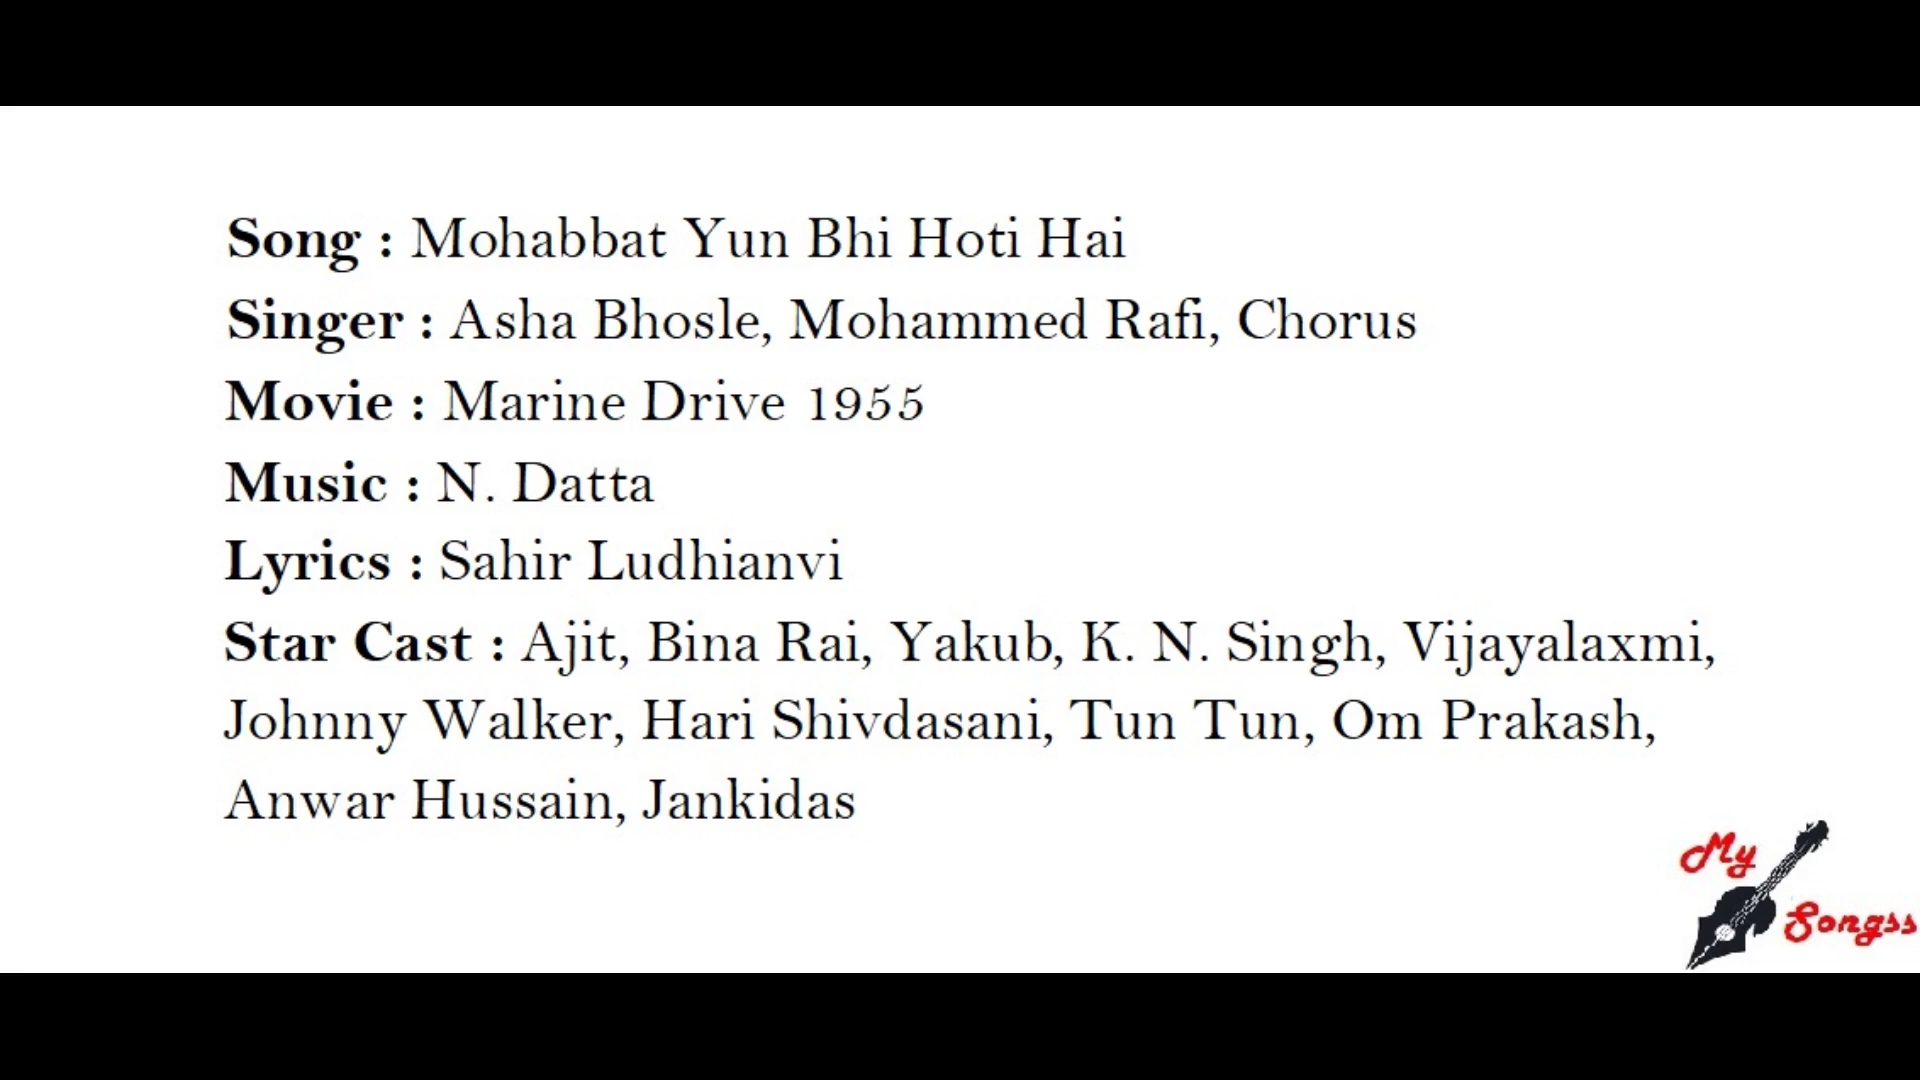 Song : Mohabbat Yun Bhi Hoti Hai
Singer : Asha Bhosle, Mohammed Rafi, Chorus
Movie : Marine Drive 1955
Music : N. Datta
Lyrics : Sahir Ludhianvi
Star Cast : Ajit, Bina Rai, Yakub, K. N. Singh, Vijayalaxmi,
Johnny Walker, Hari Shivdasani, Tun Tun, Om Prakash,
Anwar Hussain, Jankidas
My
Songss